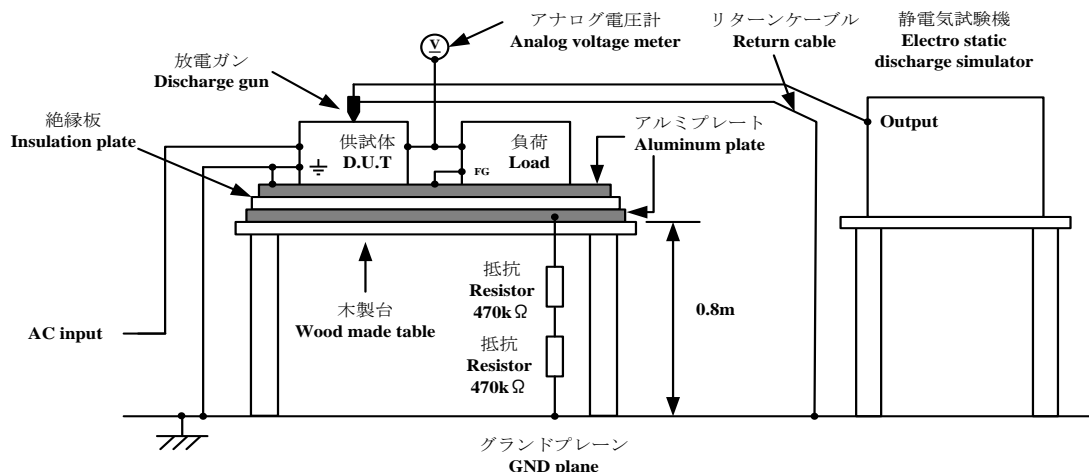 アナログ電圧計
Analog voltage meter
リターンケーブル
Return cable
静電気試験機
Electro static
discharge simulator
放電ガン
Discharge gun
V
絶縁板
Insulation plate
供試体
D.U.T
負荷
Load
FG
アルミプレート
Aluminum plate
Output
抵抗
Resistor
470kΩ
0.8m
木製台
Wood made table
AC input
抵抗
Resistor
470kΩ
グランドプレーン
GND plane